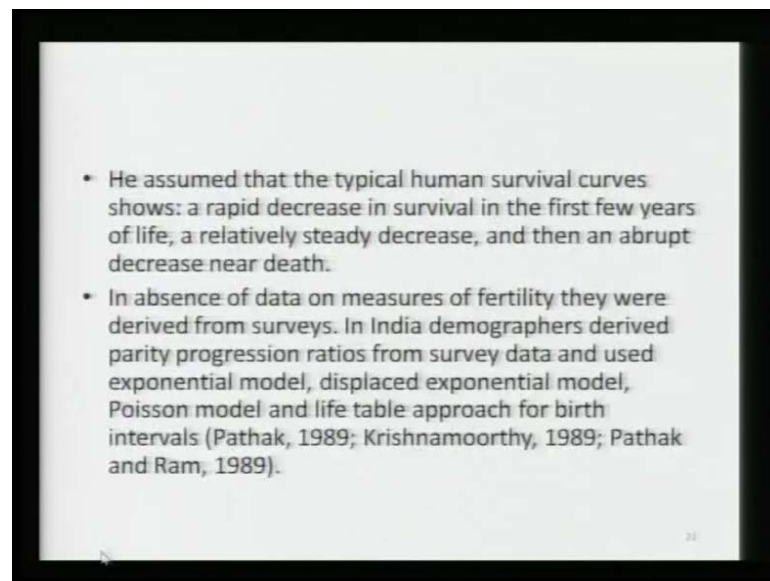 • He assumed that the typical human survival curves
shows: a rapid decrease in survival in the first few years
of life, a relatively steady decrease, and then an abrupt
decrease near death.
• In absence of data on measures of fertility they were
derived from surveys. In India demographers derived
parity progression ratios from survey data and used
exponential model, displaced exponential model,
Poisson model and life table approach for birth
intervals (Pathak, 1989; Krishnamoorthy, 1989; Pathak
and Ram, 1989).